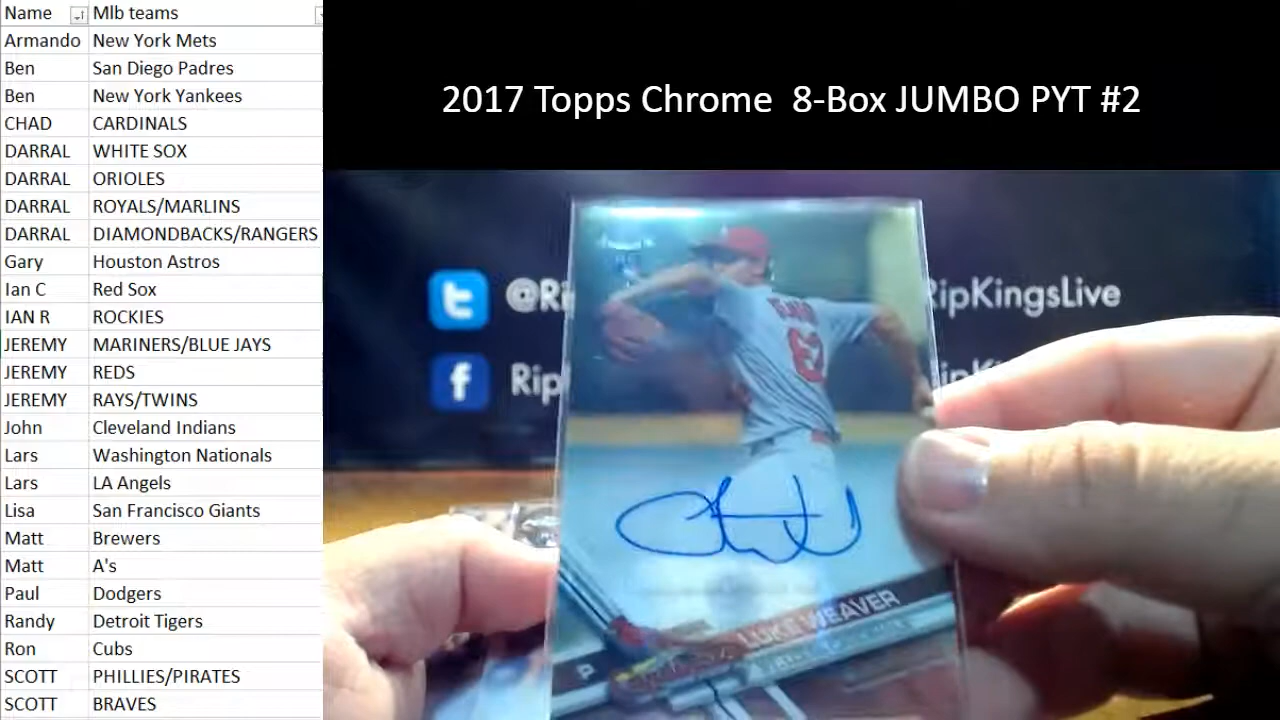 Name Mlb teams
Armando New York Mets
Ben San Diego Padres
Ben New York Yankees
CHAD CARDINALS
DARRAL WHITE SOX
DARRAL ORIOLES
DARRAL ROYALS/MARLINS
DARRAL DIAMONDBACKS/RANGERS
Gary Houston Astros
Ian C Red Sox
IAN R ROCKIES
JEREMY MARINERS/BLUE JAYS
JEREMY REDS
JEREMY RAYS/TWINS
John Cleveland Indians
Lars Washington Nationals
Lars LA Angels
Lisa San Francisco Giants
Matt Brewers
Matt A's
Paul Dodgers
Randy Detroit Tigers
Ron Cubs
SCOTT PHILLIES/PIRATES
SCOTT BRAVES
2017 Topps Chrome 8-Box JUMBO PYT #2
@Ri
RipKingsLive
f Rip
62
LUKE WEAVER
P